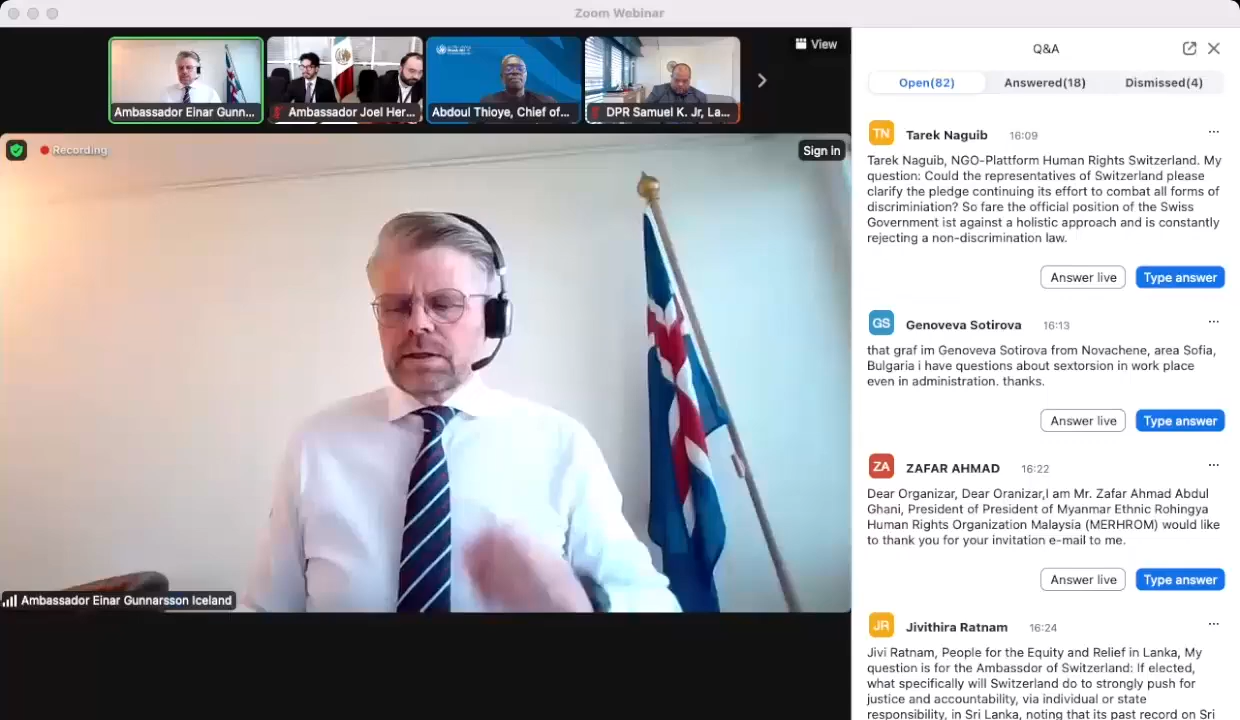 Zoom Webinar
Ambassador Einar Gunn...
Ambassador Joel Her...
Abdoul Thioye, Chief of...
DPR Samuel K. Jr, La...
View
Recording
Sign in
Ambassador Einar Gunnarsson Iceland
Q&A
Open(82)
Answered(18)
Dismissed(4)
TN
Tarek Naguib
16:09
Tarek Naguib, NGO-Plattform Human Rights Switzerland. My
question: Could the representatives of Switzerland please
clarify the pledge continuing its effort to combat all forms of
discriminiation? So fare the official position of the Swiss
Government ist against a holistic approach and is constantly
rejecting a non-discrimination law.
Answer live
Type answer
GS
Genoveva Sotirova
16:13
that graf im Genoveva Sotirova from Novachene, area Sofia,
Bulgaria i have questions about sextorsion in work place
even in administration. thanks.
Answer live
Type answer
ZA
ZAFAR AHMAD
16:22
Dear Organizar, Dear Oranizar,I am Mr. Zafar Ahmad Abdul
Ghani, President of President of Myanmar Ethnic Rohingya
Human Rights Organization Malaysia (MERHROM) would like
to thank you for your invitation e-mail to me.
Answer live
Type answer
JR
Jivithira Ratnam
16:24
Jivi Ratnam, People for the Equity and Relief in Lanka, My
question is for the Ambassdor of Switzerland: If elected,
what specifically will Switzerland do to strongly push for
justice and accountability, via individual or state
responsibility, in Sri Lanka, noting that its past record on Sri